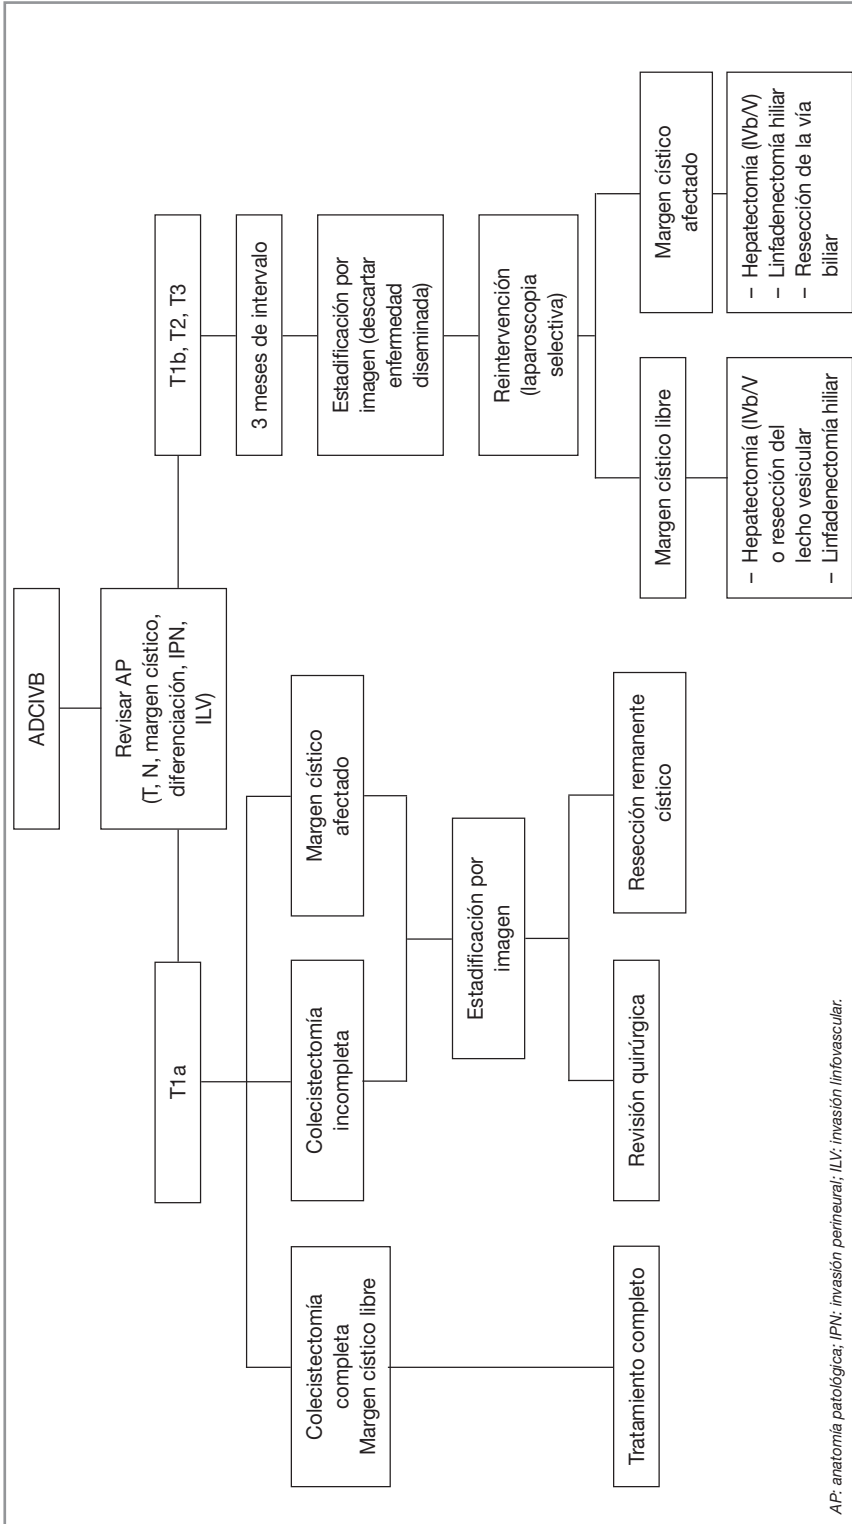 ADCIVB
Revisar AP
(T, N, margen cístico,
diferenciación, IPN,
ILV)
T1a
T1b, T2, T3
Colecistectomía
completa
Margen cístico libre
Colecistectomía
incompleta
Margen cístico
afectado
Estadificación por
imagen
Tratamiento completo
Revisión quirúrgica
Resección remanente
cístico
3 meses de intervalo
Estadificación por
imagen (descartar
enfermedad
diseminada)
Reintervención
(laparoscopia
selectiva)
Margen cístico libre
Margen cístico
afectado
– Hepatectomía (IVb/V
o resección del
lecho vesicular
– Linfadenectomía hiliar
– Hepatectomía (IVb/V)
– Linfadenectomía hiliar
– Resección de la vía
biliar
AP: anatomía patológica; IPN: invasión perineural; ILV: invasión linfovascular.